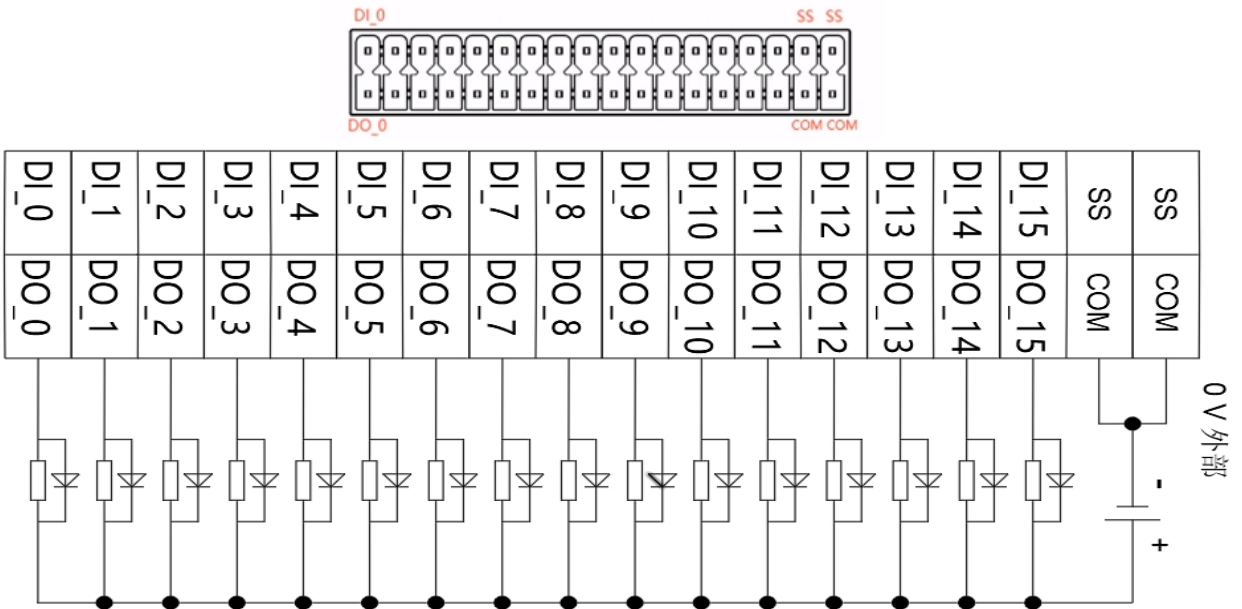 DI_0 SS SS
DO_0 COM COM
DI_0 DI_1 DI_2 DI_3 DI_4 DI_5 DI_6 DI_7 DI_8 DI_9 DI_10 DI_11 DI_12 DI_13 DI_14 DI_15 SS SS
DO_0 DO_1 DO_2 DO_3 DO_4 DO_5 DO_6 DO_7 DO_8 DO_9 DO_10 DO_11 DO_12 DO_13 DO_14 DO_15 COM COM
0 V 外部
-
+